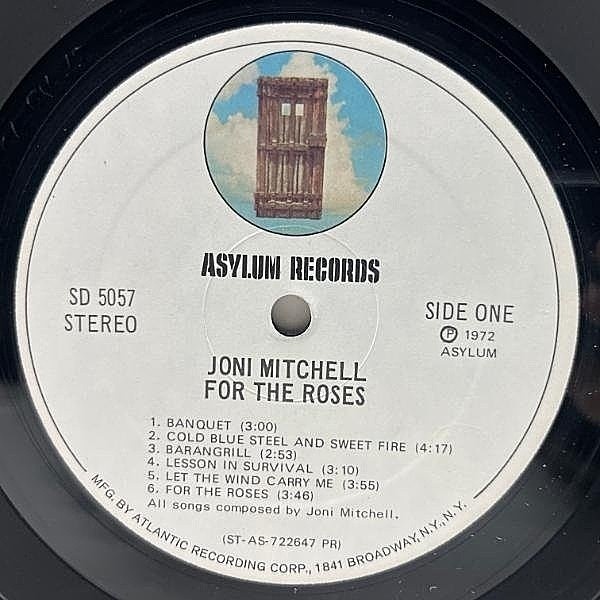 ASYLUM RECORDS
SD 5057
STEREO
SIDE ONE
℗ 1972
ASYLUM
JONI MITCHELL
FOR THE ROSES
1. BANQUET (3:00)
2. COLD BLUE STEEL AND SWEET FIRE (4:17)
3. BARANGRILL (2:53)
4. LESSON IN SURVIVAL (3:10)
5. LET THE WIND CARRY ME (3:55)
6. FOR THE ROSES (3:46)
All songs composed by Joni Mitchell.
(ST-AS-722647 PR)
MFG. BY ATLANTIC RECORDING CORP., 1841 BROADWAY, N.Y., N.Y.